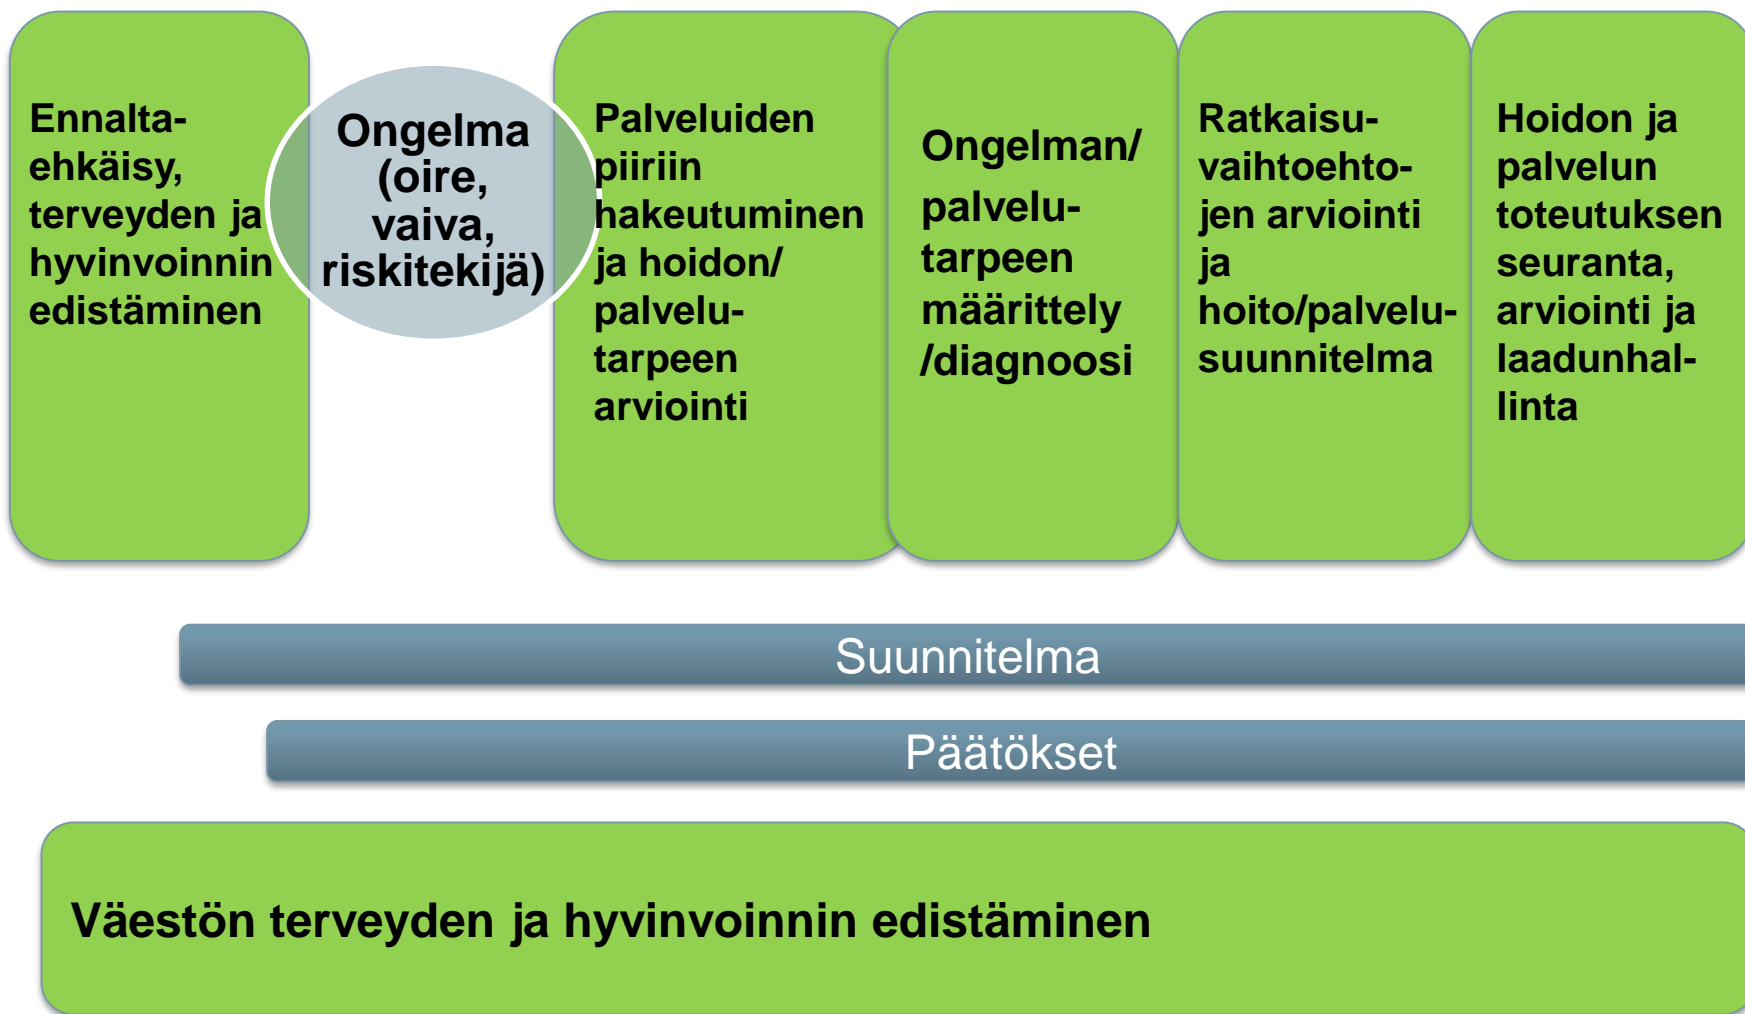 Ennalta-
ehkäisy,
terveyden ja
hyvinvoinnin
edistäminen
Ongelma
(oire,
vaiva,
riskitekijä)
Palveluiden
piiriin
hakeutuminen
ja hoidon/
palvelu-
tarpeen
arviointi
Ongelman/
palvelu-
tarpeen
määrittely
/diagnoosi
Ratkaisu-
vaihtoehto-
jen arviointi
ja
hoito/palvelu-
suunnitelma
Hoidon ja
palvelun
toteutuksen
seuranta,
arviointi ja
laadunhal-
linta
Suunnitelma
Päätökset
Väestön terveyden ja hyvinvoinnin edistäminen